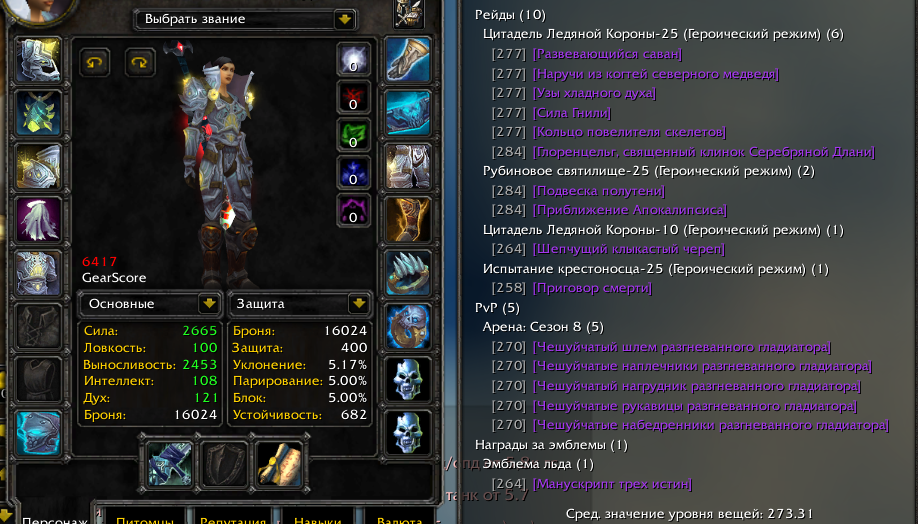 Выбрать звание
0
0
0
0
0
6417
GearScore
Основные
Защита
Сила: 2665
Ловкость: 100
Выносливость: 2453
Интеллект: 108
Дух: 121
Броня: 16024
Броня: 16024
Защита: 400
Уклонение: 5.17%
Парирование: 5.00%
Блок: 5.00%
Устойчивость: 682
Персонаж Питомцы Репутация Навыки Валюта
Рейды (10)
Цитадель Ледяной Короны-25 (Героический режим) (6)
[277] [Развевающийся саван]
[277] [Наручи из когтей северного медведя]
[277] [Узы хладного духа]
[277] [Сила Гнили]
[277] [Кольцо повелителя скелетов]
[284] [Глоренцельг, священный клинок Серебряной Длани]
Рубиновое святилище-25 (Героический режим) (2)
[284] [Подвеска полутени]
[284] [Приближение Апокалипсиса]
Цитадель Ледяной Короны-10 (Героический режим) (1)
[264] [Шепчущий клыкастый череп]
Испытание крестоносца-25 (Героический режим) (1)
[258] [Приговор смерти]
PvP (5)
Арена: Сезон 8 (5)
[270] [Чешуйчатый шлем разгневанного гладиатора]
[270] [Чешуйчатые наплечники разгневанного гладиатора]
[270] [Чешуйчатый нагрудник разгневанного гладиатора]
[270] [Чешуйчатые рукавицы разгневанного гладиатора]
[270] [Чешуйчатые набедренники разгневанного гладиатора]
Награды за эмблемы (1)
Эмблема льда (1)
[264] [Манускрипт трех истин]
танк от 5.7
Сред. значение уровня вещей: 273.31